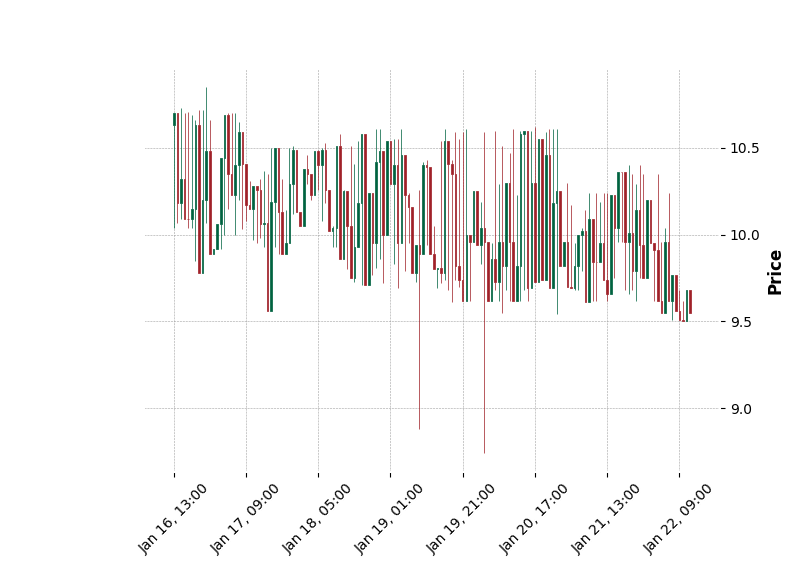 10.5
10.0
9.5
9.0
Price
Jan 16, 13:00
Jan 17, 09:00
Jan 18, 05:00
Jan 19, 01:00
Jan 19, 21:00
Jan 20, 17:00
Jan 21, 13:00
Jan 22, 09:00